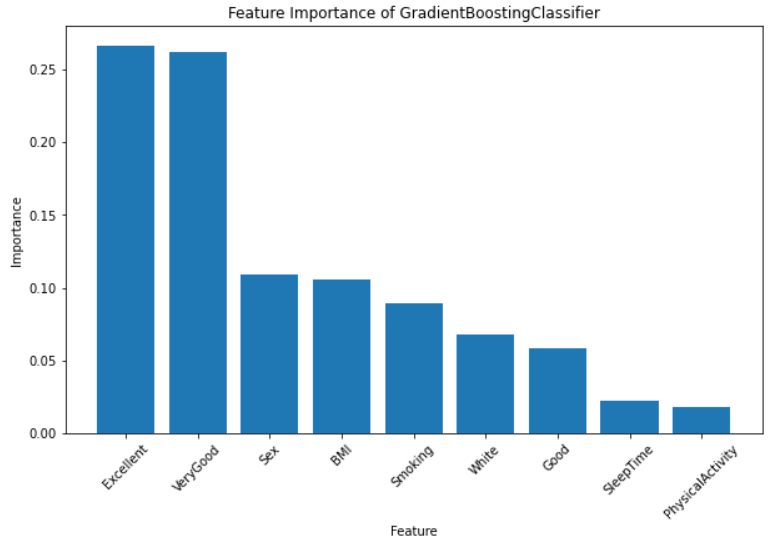 Feature Importance of GradientBoostingClassifier
0.25
0.20
0.15
0.10
0.05
0.00
Importance
Excellent
VeryGood
Sex
BMI
Smoking
White
Good
SleepTime
PhysicalActivity
Feature